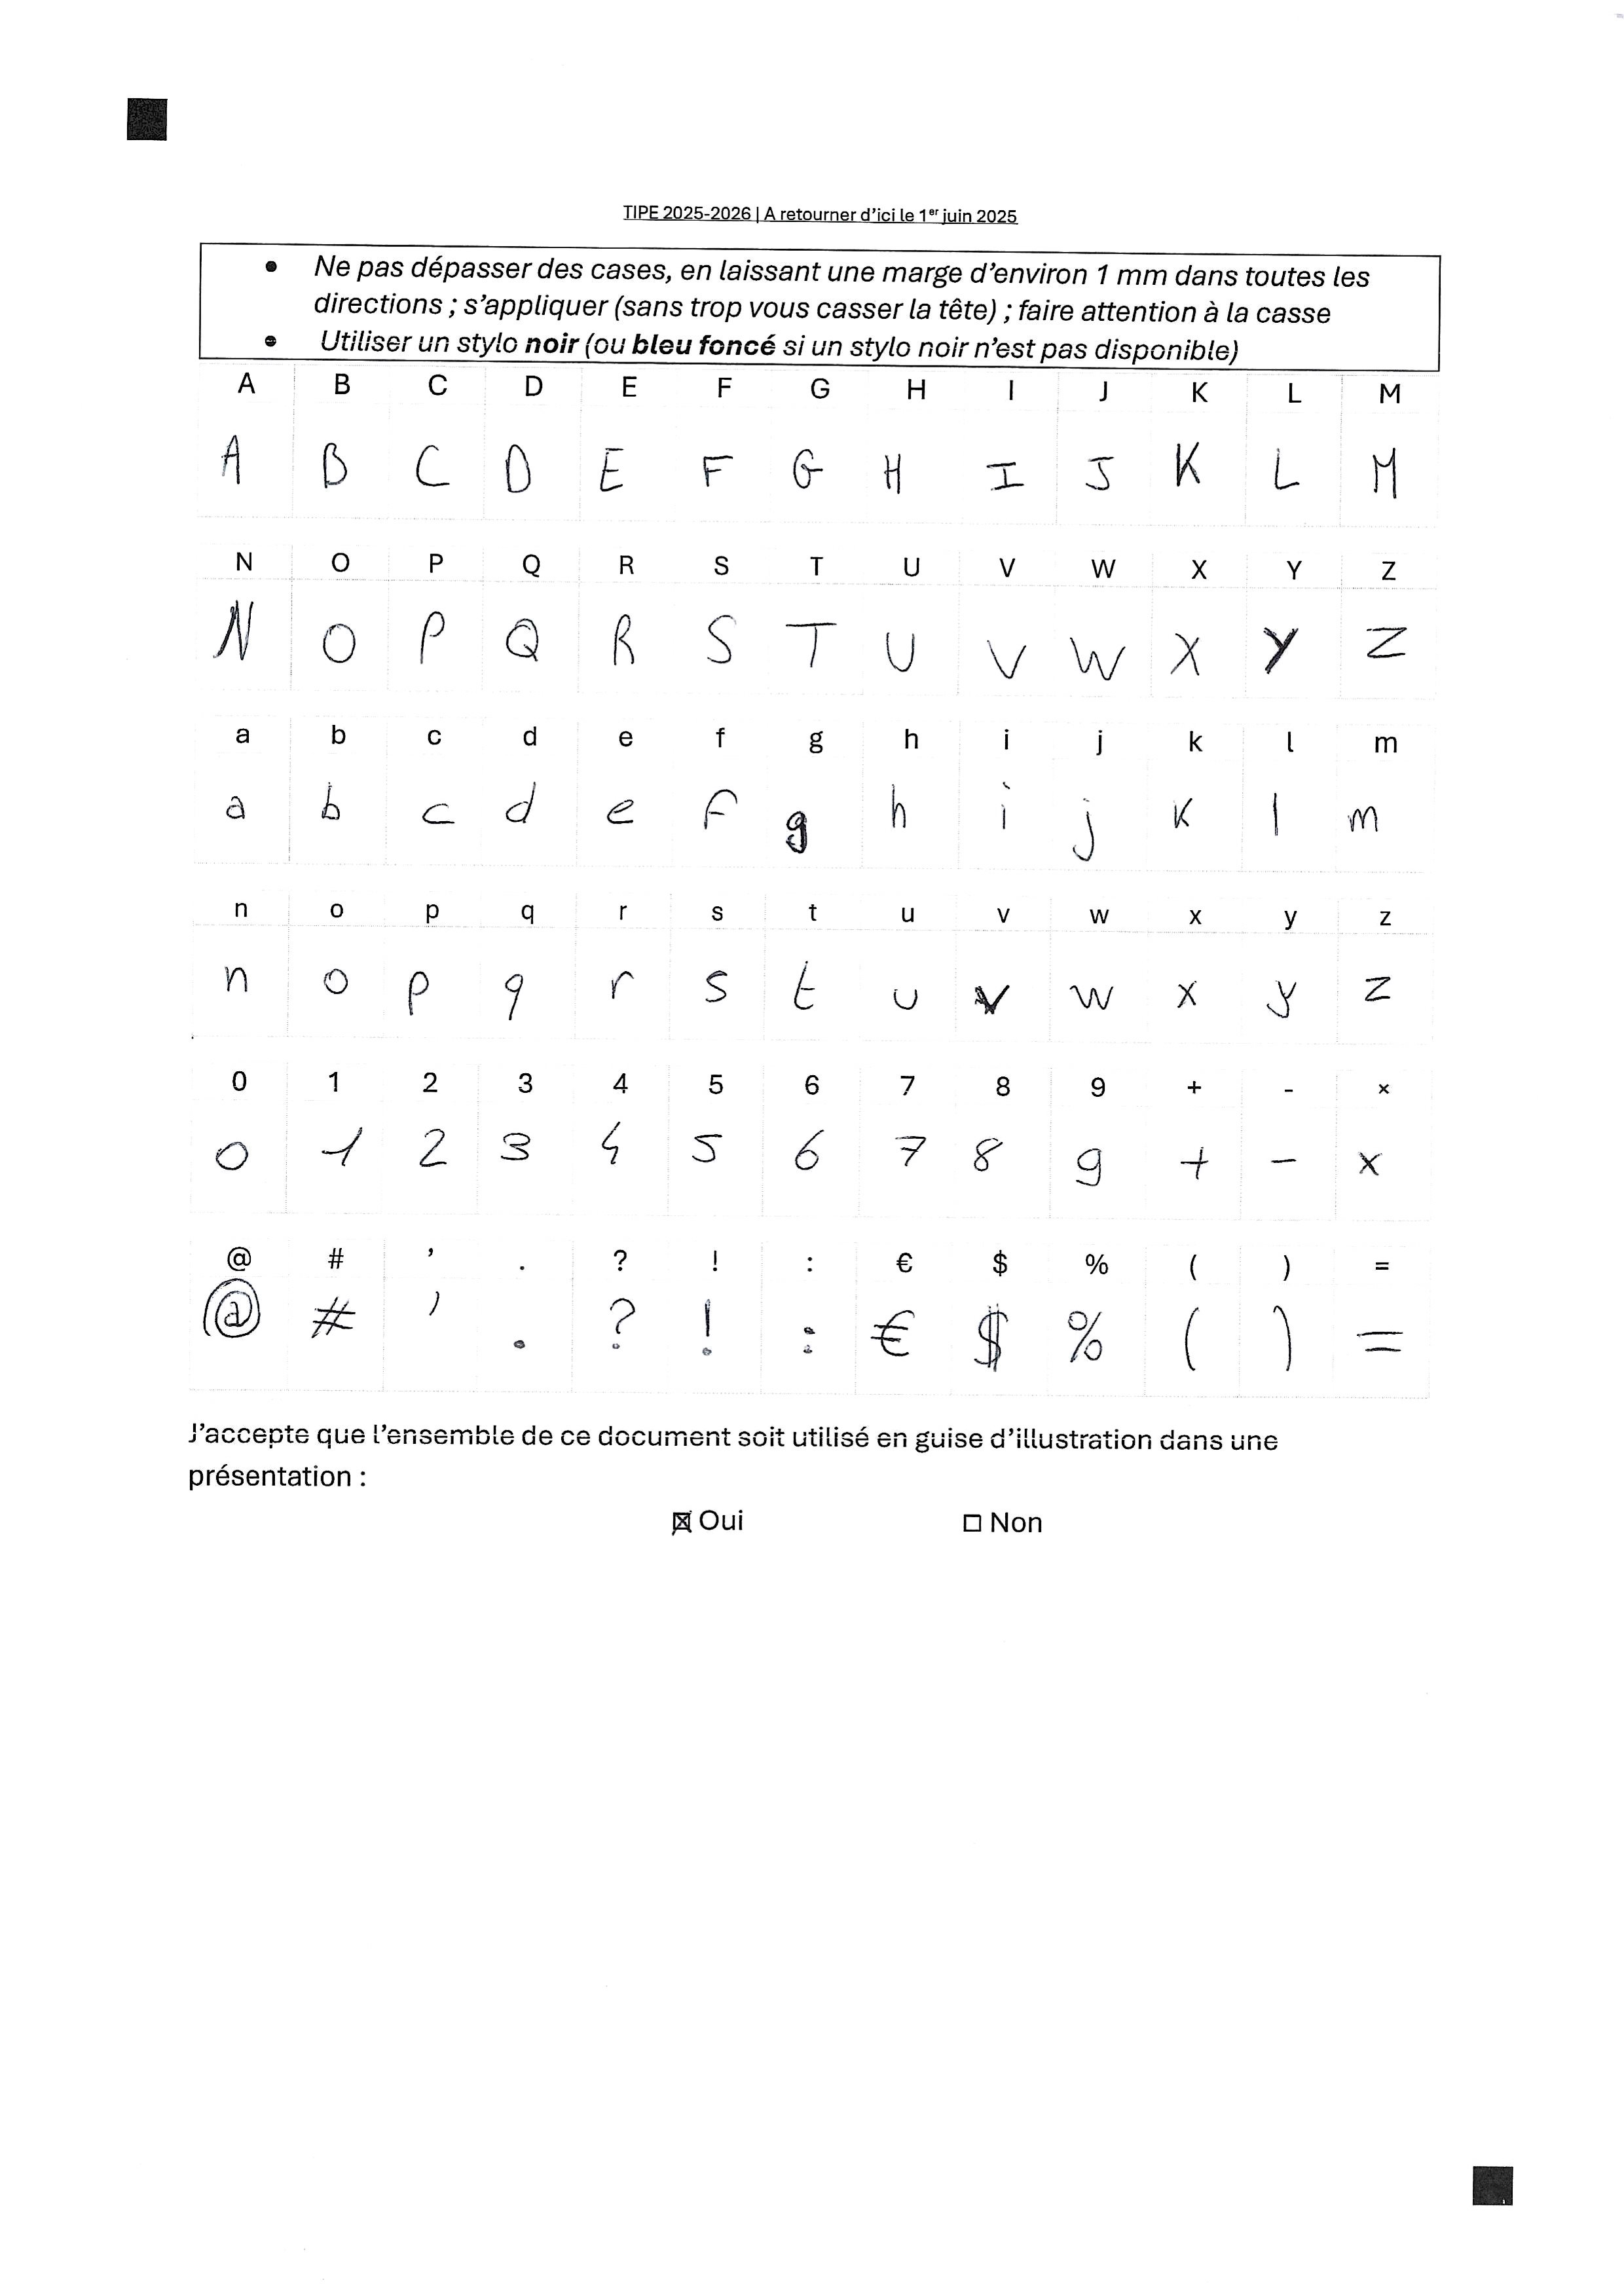 TIPE 2025-2026 | A retourner d'ici le 1er juin 2025
• Ne pas dépasser des cases, en laissant une marge d'environ 1 mm dans toutes les
directions ; s'appliquer (sans trop vous casser la tête) ; faire attention à la casse
• Utiliser un stylo noir (ou bleu foncé si un stylo noir n'est pas disponible)
A B C D E F G H I J K L M
A B C D E F G H I J K L M
N O P Q R S T U V W X Y Z
N O P Q R S T U V W X Y Z
a b c d e f g h i j k l m
a b c d e f g h i j k l m
n o p q r s t u v w x y z
n o p q r s t u v w x y z
0 1 2 3 4 5 6 7 8 9 + - ×
0 1 2 3 4 5 6 7 8 9 + - ×
@ # ' . ? ! : € $ % ( ) =
@ # ' . ? ! : € $ % ( ) =
J'accepte que l'ensemble de ce document soit utilisé en guise d'illustration dans une
présentation :
☒ Oui ☐ Non